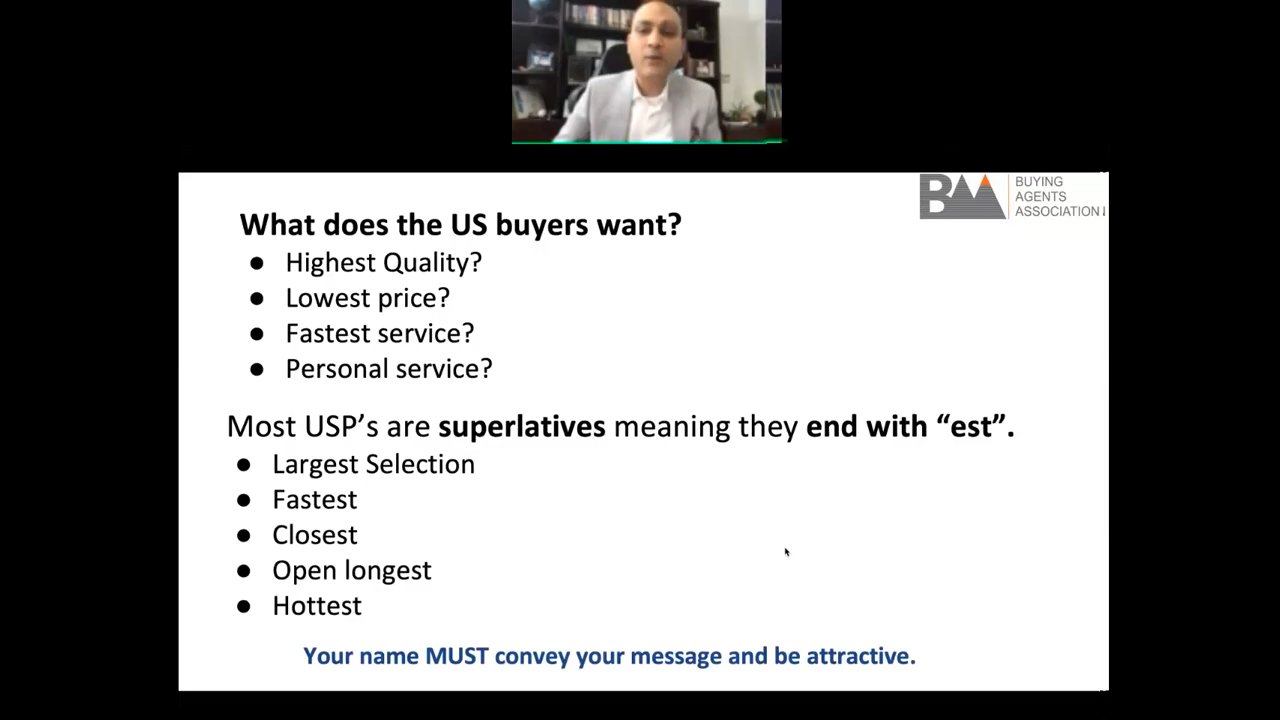 BAA
BUYING
AGENTS
ASSOCIATION
What does the US buyers want?
● Highest Quality?
● Lowest price?
● Fastest service?
● Personal service?
Most USP’s are superlatives meaning they end with “est”.
● Largest Selection
● Fastest
● Closest
● Open longest
● Hottest
Your name MUST convey your message and be attractive.